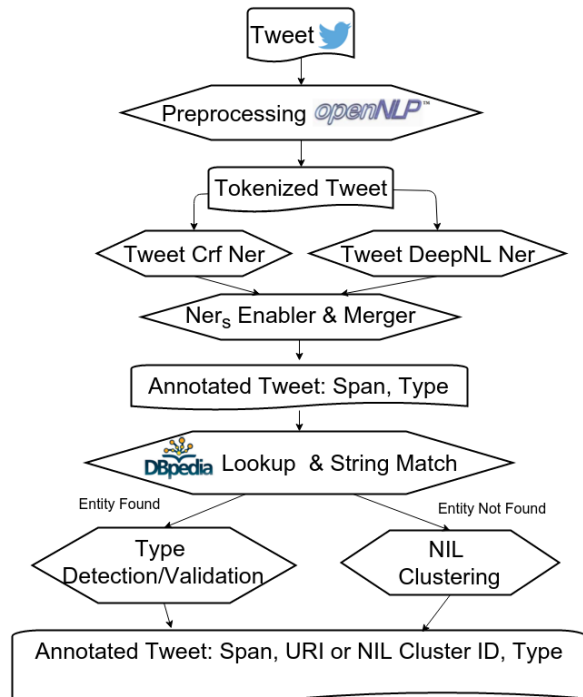 Tweet
Preprocessing openNLP™
Tokenized Tweet
Tweet Crf Ner
Tweet DeepNL Ner
Ners Enabler & Merger
Annotated Tweet: Span, Type
DBpedia Lookup & String Match
Entity Found
Entity Not Found
Type
Detection/Validation
NIL
Clustering
Annotated Tweet: Span, URI or NIL Cluster ID, Type